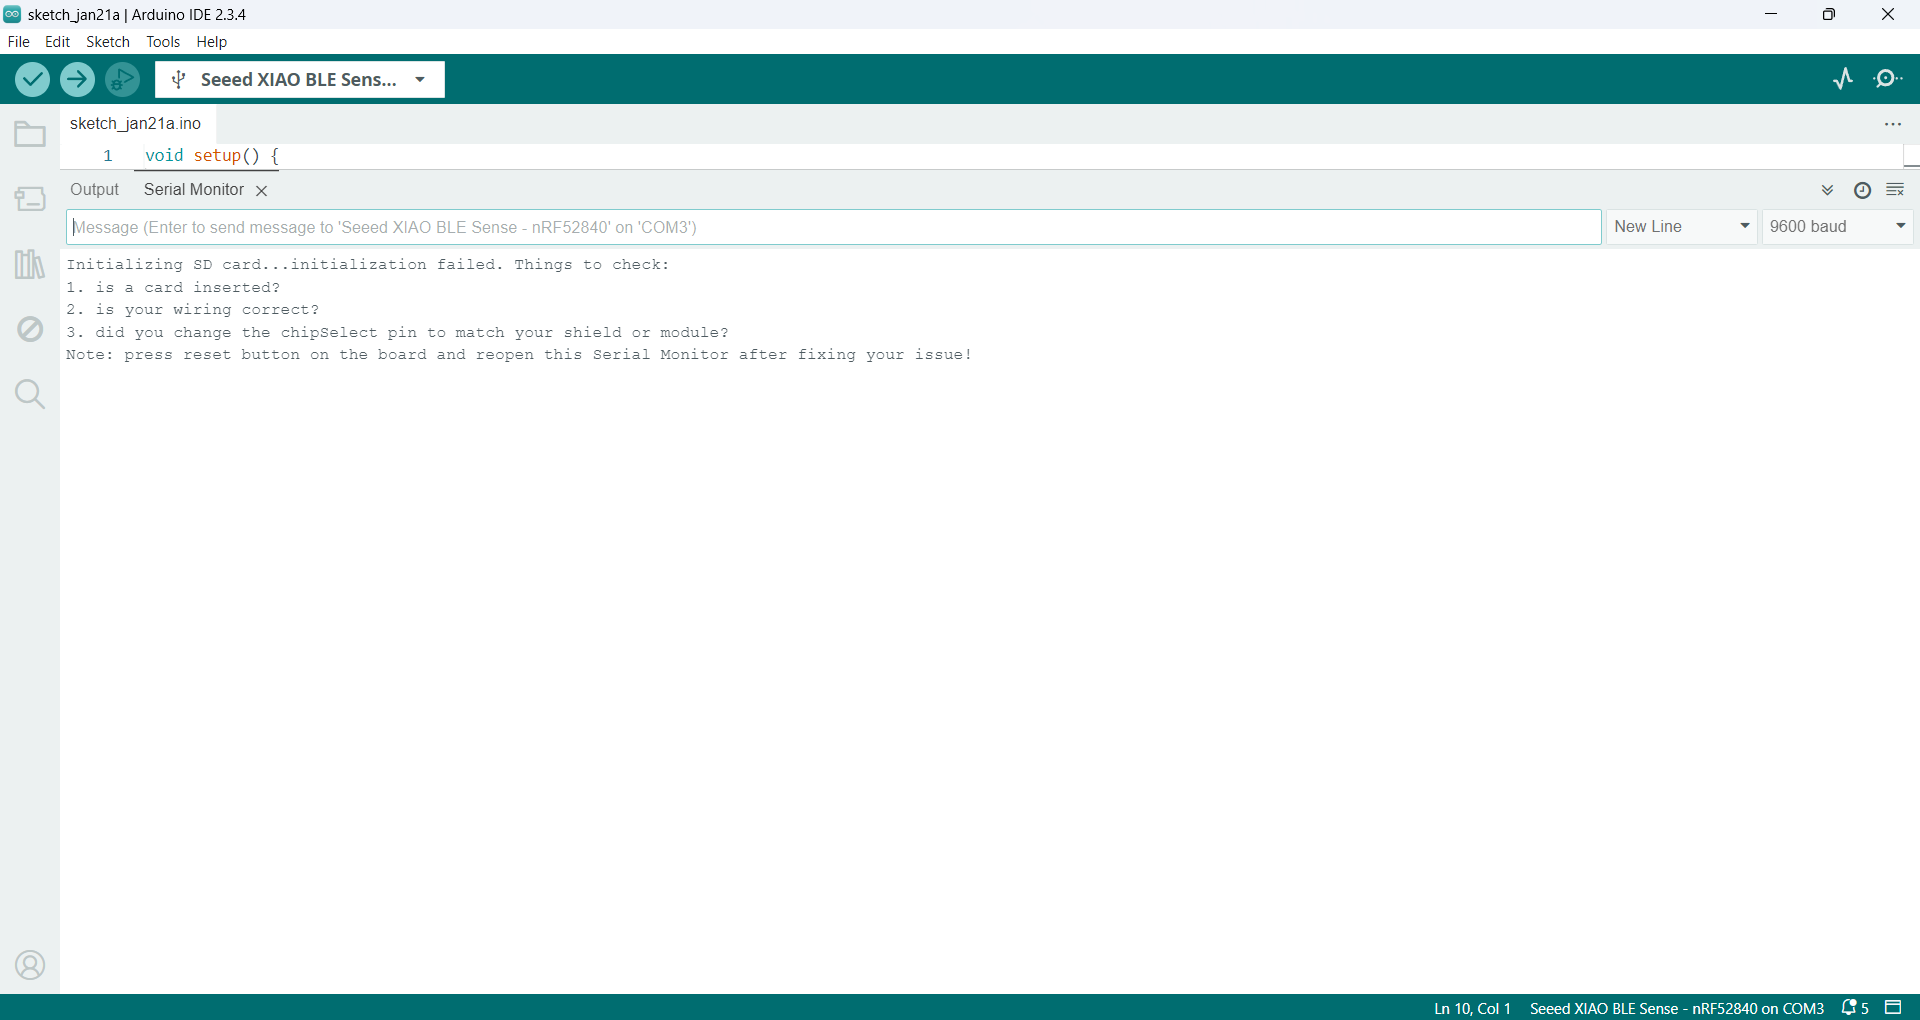 sketch_jan21a | Arduino IDE 2.3.4
File Edit Sketch Tools Help
Seeed XIAO BLE Sens...
sketch_jan21a.ino
1 void setup() {
Output Serial Monitor
Message (Enter to send message to 'Seeed XIAO BLE Sense - nRF52840' on 'COM3')
New Line
9600 baud
Initializing SD card...initialization failed. Things to check:
1. is a card inserted?
2. is your wiring correct?
3. did you change the chipSelect pin to match your shield or module?
Note: press reset button on the board and reopen this Serial Monitor after fixing your issue!
Ln 10, Col 1 Seeed XIAO BLE Sense - nRF52840 on COM3 5